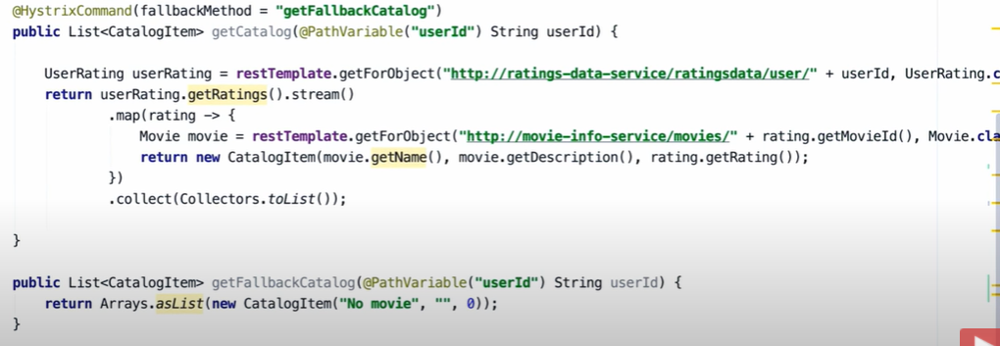 @HystrixCommand(fallbackMethod = "getFallbackCatalog")
public List<CatalogItem> getCatalog(@PathVariable("userId") String userId) {
UserRating userRating = restTemplate.getForObject("http://ratings-data-service/ratingsdata/user/" + userId, UserRating.c
return userRating.getRatings().stream()
.map(rating -> {
Movie movie = restTemplate.getForObject("http://movie-info-service/movies/" + rating.getMovieId(), Movie.cla
return new CatalogItem(movie.getName(), movie.getDescription(), rating.getRating());
})
.collect(Collectors.toList());
}
public List<CatalogItem> getFallbackCatalog(@PathVariable("userId") String userId) {
return Arrays.asList(new CatalogItem("No movie", "", 0));
}